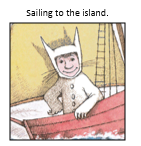 Sailing to the island.